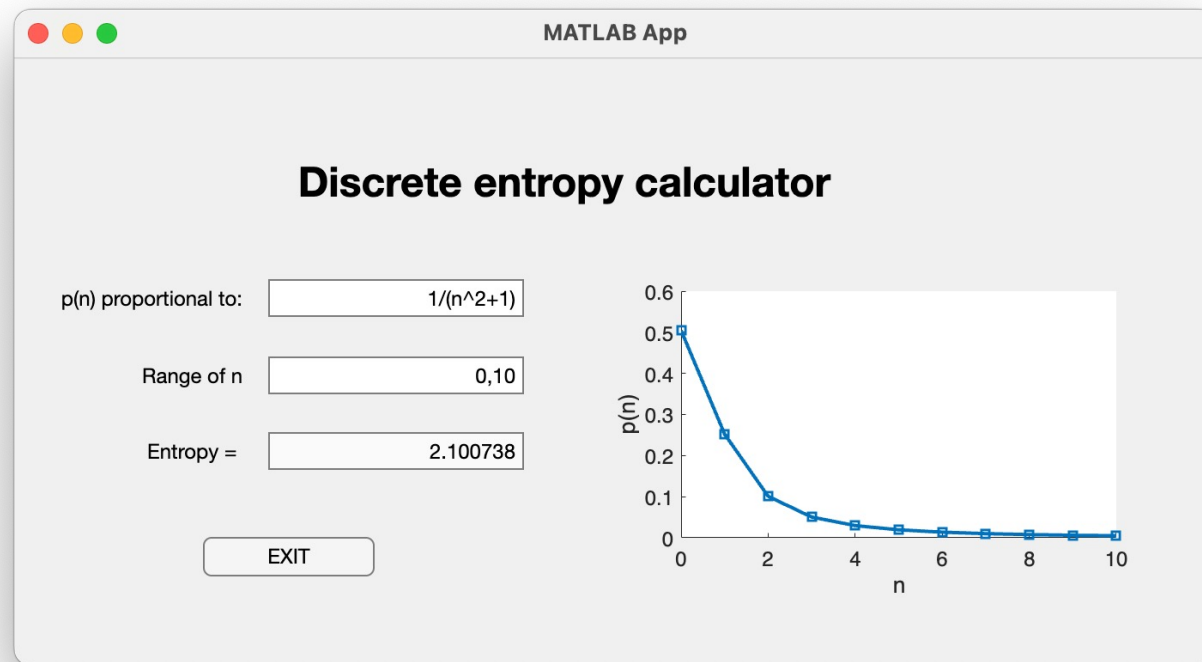 MATLAB App
Discrete entropy calculator
p(n) proportional to: 1/(n^2+1)
Range of n 0,10
Entropy = 2.100738
EXIT
p(n)
0.6
0.5
0.4
0.3
0.2
0.1
0
0 2 4 6 8 10
n